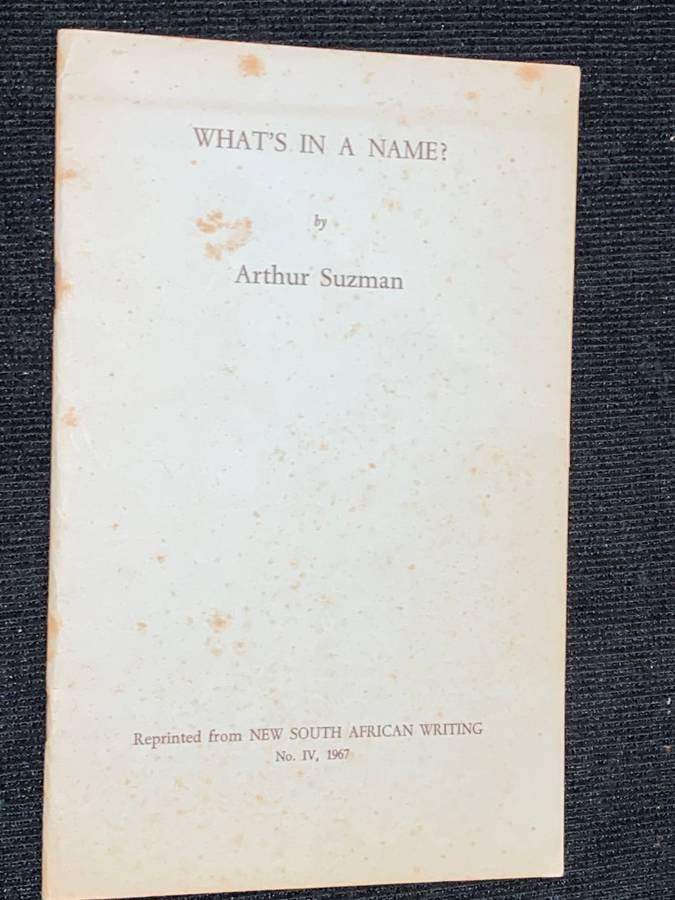 WHAT'S IN A NAME?
by
Arthur Suzman
Reprinted from NEW SOUTH AFRICAN WRITING
No. IV, 1967